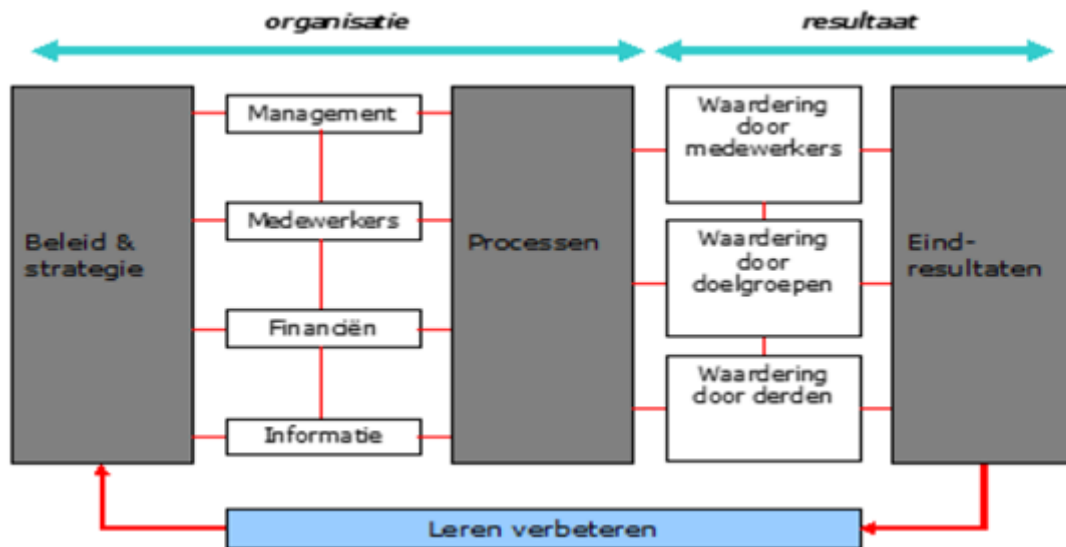 organisatie
resultaat
Beleid &
strategie
Management
Medewerkers
Financiën
Informatie
Processen
Waardering
door
medewerkers
Waardering
door
doelgroepen
Waardering
door derden
Eind-
resultaten
Leren verbeteren